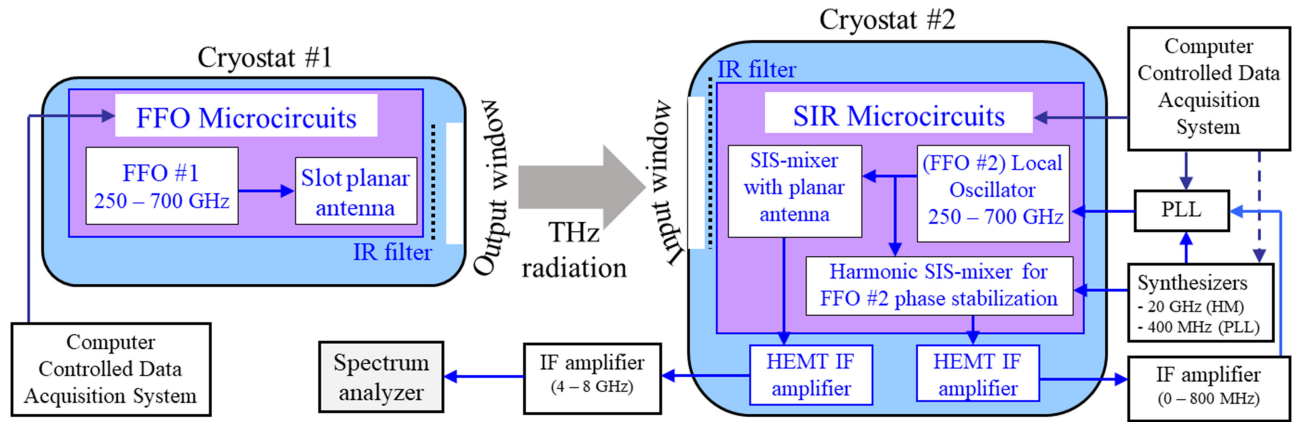 Cryostat #1
FFO Microcircuits
FFO #1
250 – 700 GHz
Slot planar
antenna
IR filter
Output window
Computer
Controlled Data
Acquisition System
THz
radiation
Cryostat #2
IR filter
Input window
SIR Microcircuits
SIS-mixer
with planar
antenna
(FFO #2) Local
Oscillator
250 – 700 GHz
Harmonic SIS-mixer for
FFO #2 phase stabilization
HEMT IF
amplifier
HEMT IF
amplifier
IF amplifier
(4 – 8 GHz)
Spectrum
analyzer
Computer
Controlled Data
Acquisition
System
PLL
Synthesizers
- 20 GHz (HM)
- 400 MHz (PLL)
IF amplifier
(0 – 800 MHz)